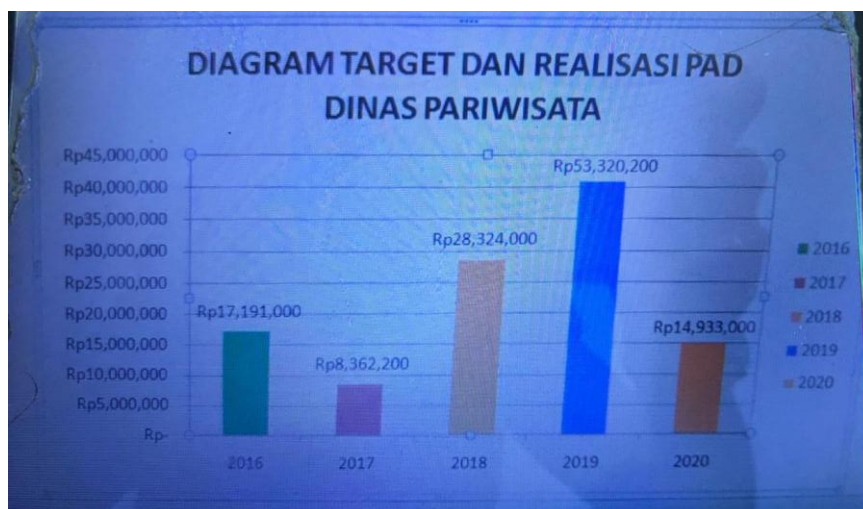 DIAGRAM TARGET DAN REALISASI PAD
DINAS PARIWISATA
Rp45,000,000
Rp40,000,000
Rp35,000,000
Rp30,000,000
Rp25,000,000
Rp20,000,000
Rp15,000,000
Rp10,000,000
Rp5,000,000
Rp-
Rp17,191,000
Rp8,362,200
Rp28,324,000
Rp53,320,200
Rp14,933,000
2016 2017 2018 2019 2020
2016
2017
2018
2019
2020